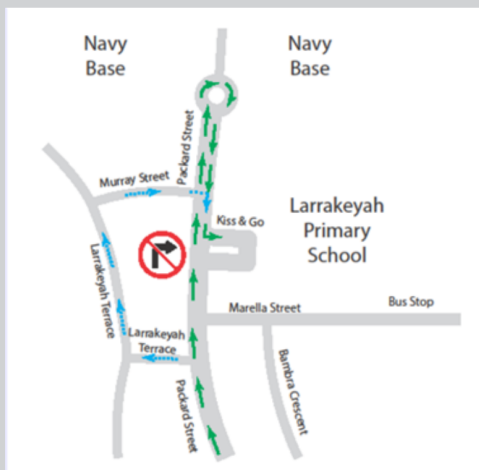 Navy
Base
Navy
Base
Packard Street
Murray Street
Kiss & Go
Larrakeyah
Primary
School
Larrakeyah Terrace
Marella Street
Bus Stop
Larrakeyah
Terrace
Bambra Crescent
Packard Street